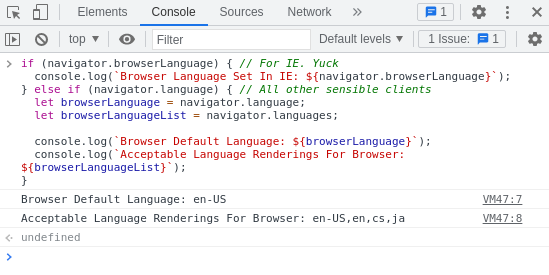 Elements Console Sources Network » 1
top Filter Default levels 1 Issue: 1
if (navigator.browserLanguage) { // For IE. Yuck
console.log(`Browser Language Set In IE: ${navigator.browserLanguage}`);
} else if (navigator.language) { // All other sensible clients
let browserLanguage = navigator.language;
let browserLanguageList = navigator.languages;
console.log(`Browser Default Language: ${browserLanguage}`);
console.log(`Acceptable Language Renderings For Browser:
${browserLanguageList}`);
}
Browser Default Language: en-US VM47:7
Acceptable Language Renderings For Browser: en-US,en,cs,ja VM47:8
undefined